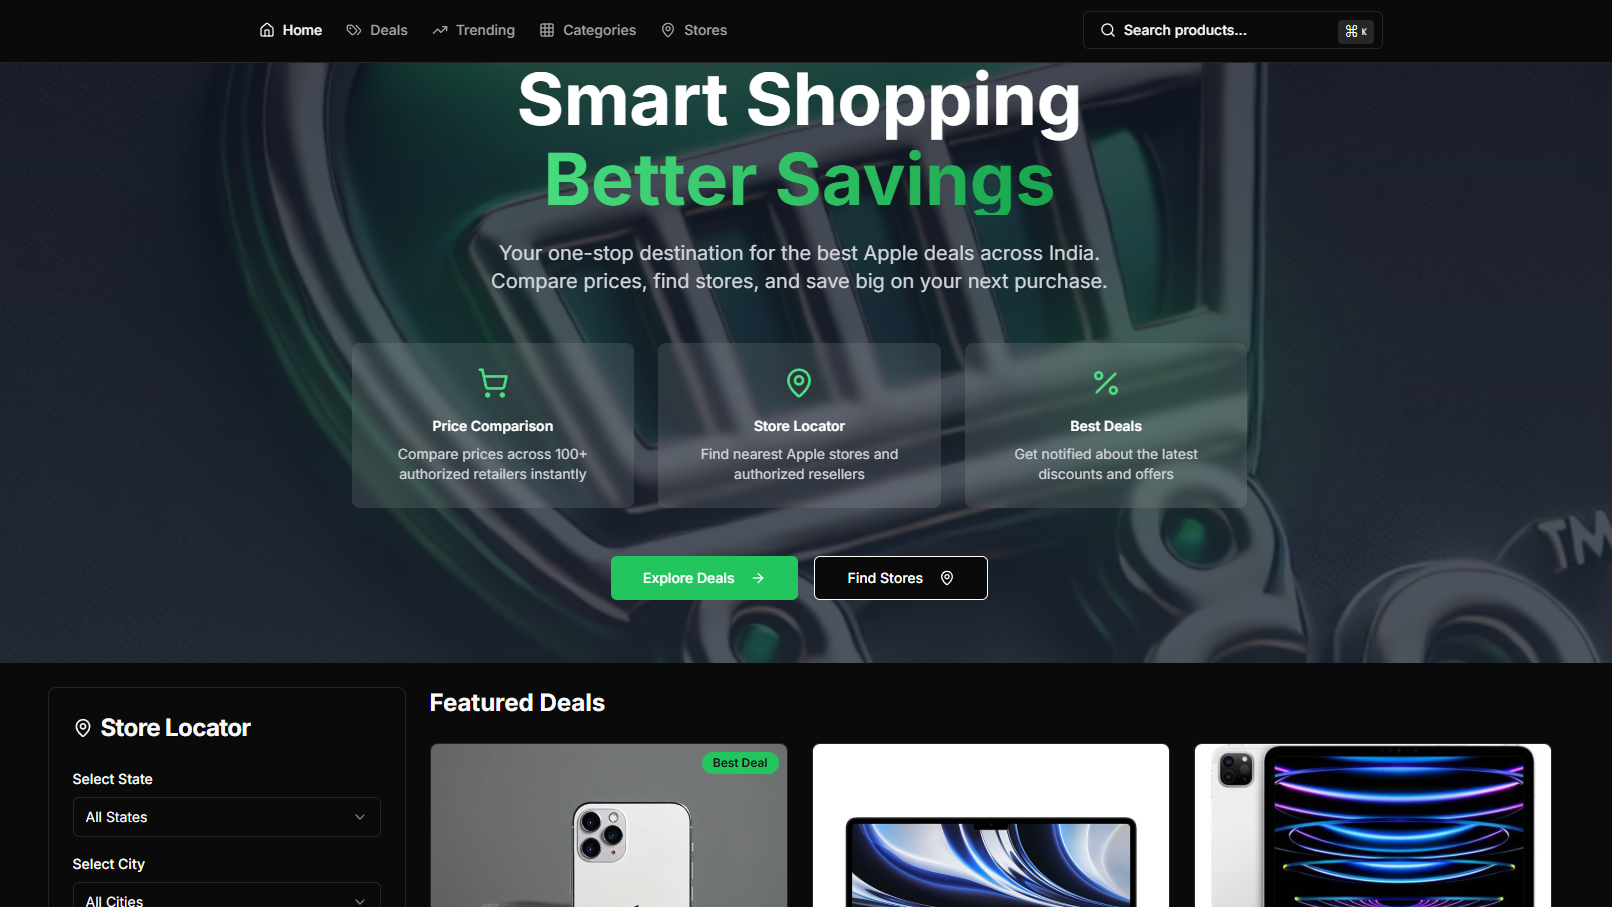 Home
Deals
Trending
Categories
Stores
Search products...
⌘ K
Smart Shopping
Better Savings
Your one-stop destination for the best Apple deals across India.
Compare prices, find stores, and save big on your next purchase.
Price Comparison
Compare prices across 100+
authorized retailers instantly
Store Locator
Find nearest Apple stores and
authorized resellers
Best Deals
Get notified about the latest
discounts and offers
TM
Explore Deals
Find Stores
Store Locator
Select State
All States
Select City
All Cities
Featured Deals
Best Deal